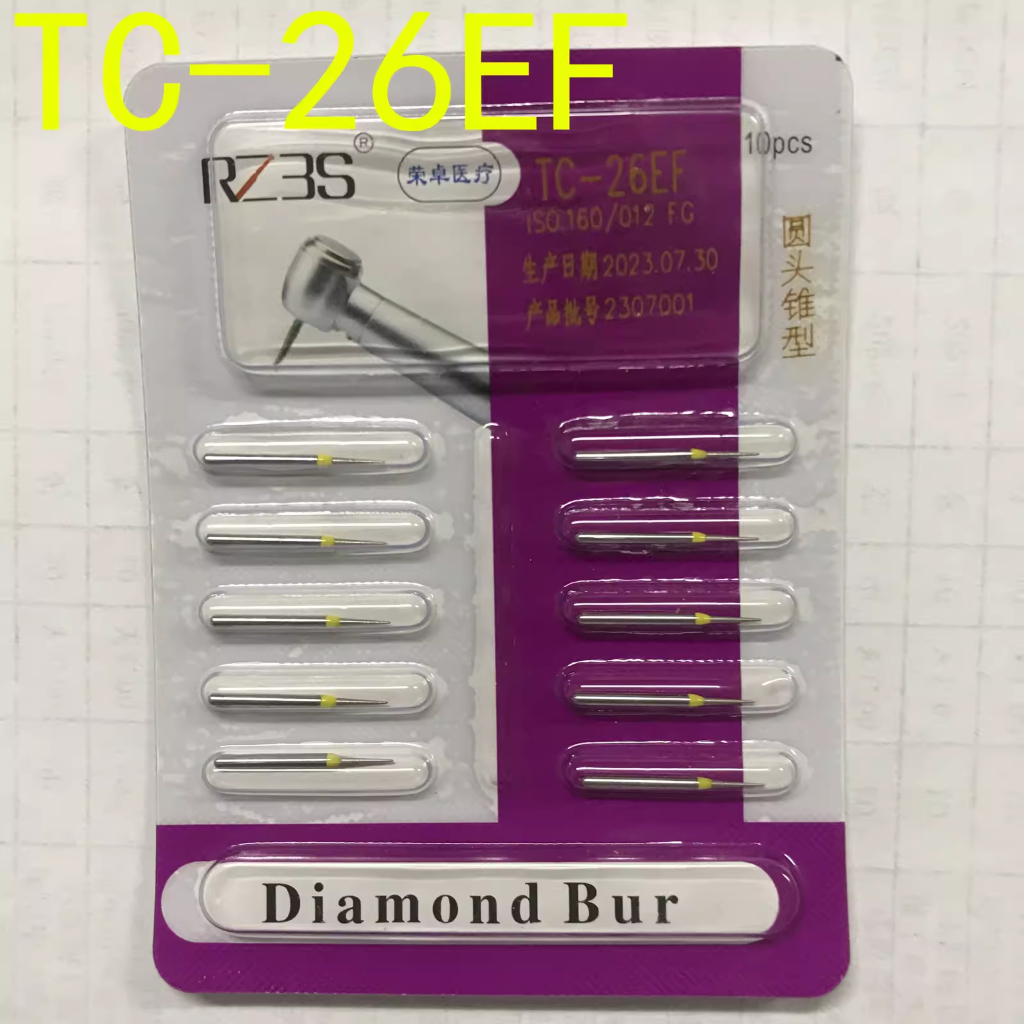 TC-26EF
RZBS®
荣卓医疗
TC-26EF
ISO.160/012 FG
生产日期2023.07.30
产品批号2307001
10pcs
圆头锥型
Diamond Bur